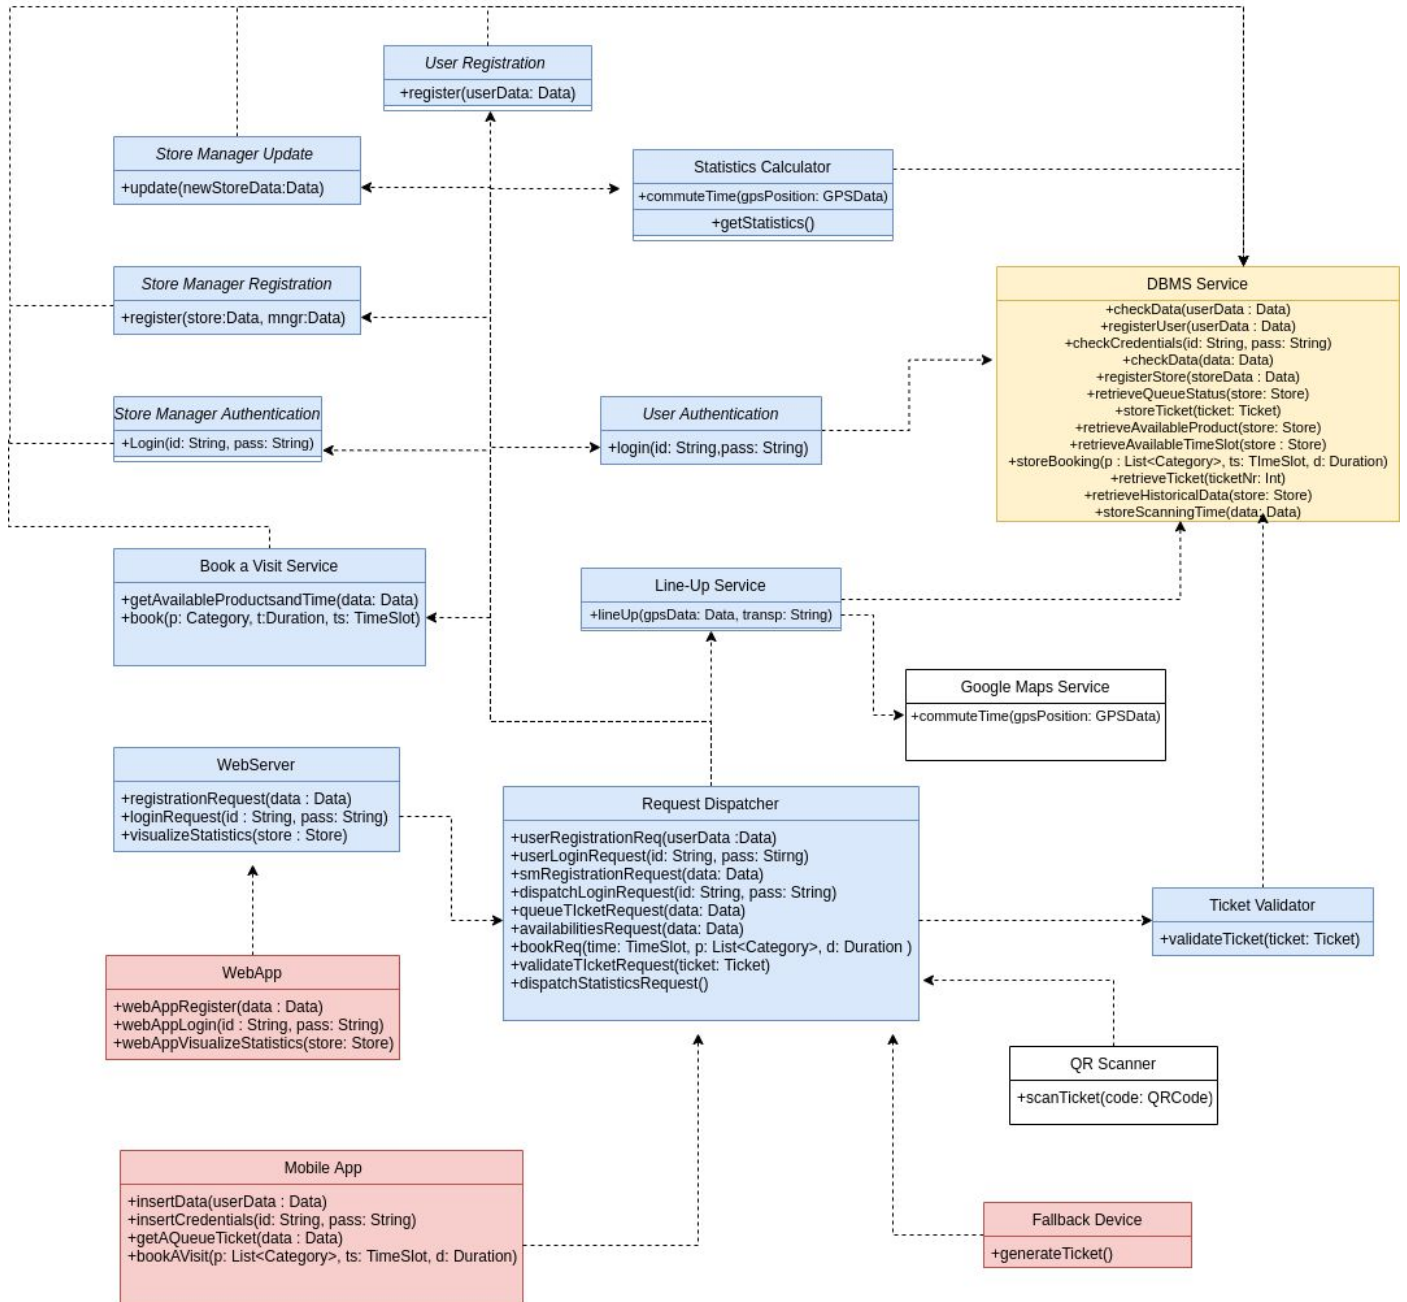 User Registration
+register(userData: Data)
Store Manager Update
+update(newStoreData:Data)
Statistics Calculator
+commuteTime(gpsPosition: GPSData)
+getStatistics()
Store Manager Registration
+register(store:Data, mngr:Data)
DBMS Service
+checkData(userData : Data)
+registerUser(userData : Data)
+checkCredentials(id: String, pass: String)
+checkData(data: Data)
+registerStore(storeData : Data)
+retrieveQueueStatus(store: Store)
+storeTicket(ticket: Ticket)
+retrieveAvailableProduct(store: Store)
+retrieveAvailableTimeSlot(store : Store)
+storeBooking(p : List<Category>, ts: TImeSlot, d: Duration)
+retrieveTicket(ticketNr: Int)
+retrieveHistoricalData(store: Store)
+storeScanningTime(data: Data)
Store Manager Authentication
+Login(id: String, pass: String)
User Authentication
+login(id: String,pass: String)
Book a Visit Service
+getAvailableProductsandTime(data: Data)
+book(p: Category, t:Duration, ts: TimeSlot)
Line-Up Service
+lineUp(gpsData: Data, transp: String)
Google Maps Service
+commuteTime(gpsPosition: GPSData)
WebServer
+registrationRequest(data : Data)
+loginRequest(id : String, pass: String)
+visualizeStatistics(store : Store)
Request Dispatcher
+userRegistrationReq(userData :Data)
+userLoginRequest(id: String, pass: Stirng)
+smRegistrationRequest(data: Data)
+dispatchLoginRequest(id: String, pass: String)
+queueTIcketRequest(data: Data)
+availabilitiesRequest(data: Data)
+bookReq(time: TimeSlot, p: List<Category>, d: Duration )
+validateTIcketRequest(ticket: Ticket)
+dispatchStatisticsRequest()
Ticket Validator
+validateTicket(ticket: Ticket)
WebApp
+webAppRegister(data : Data)
+webAppLogin(id : String, pass: String)
+webAppVisualizeStatistics(store: Store)
QR Scanner
+scanTicket(code: QRCode)
Mobile App
+insertData(userData : Data)
+insertCredentials(id: String, pass: String)
+getAQueueTicket(data : Data)
+bookAVisit(p: List<Category>, ts: TimeSlot, d: Duration)
Fallback Device
+generateTicket()